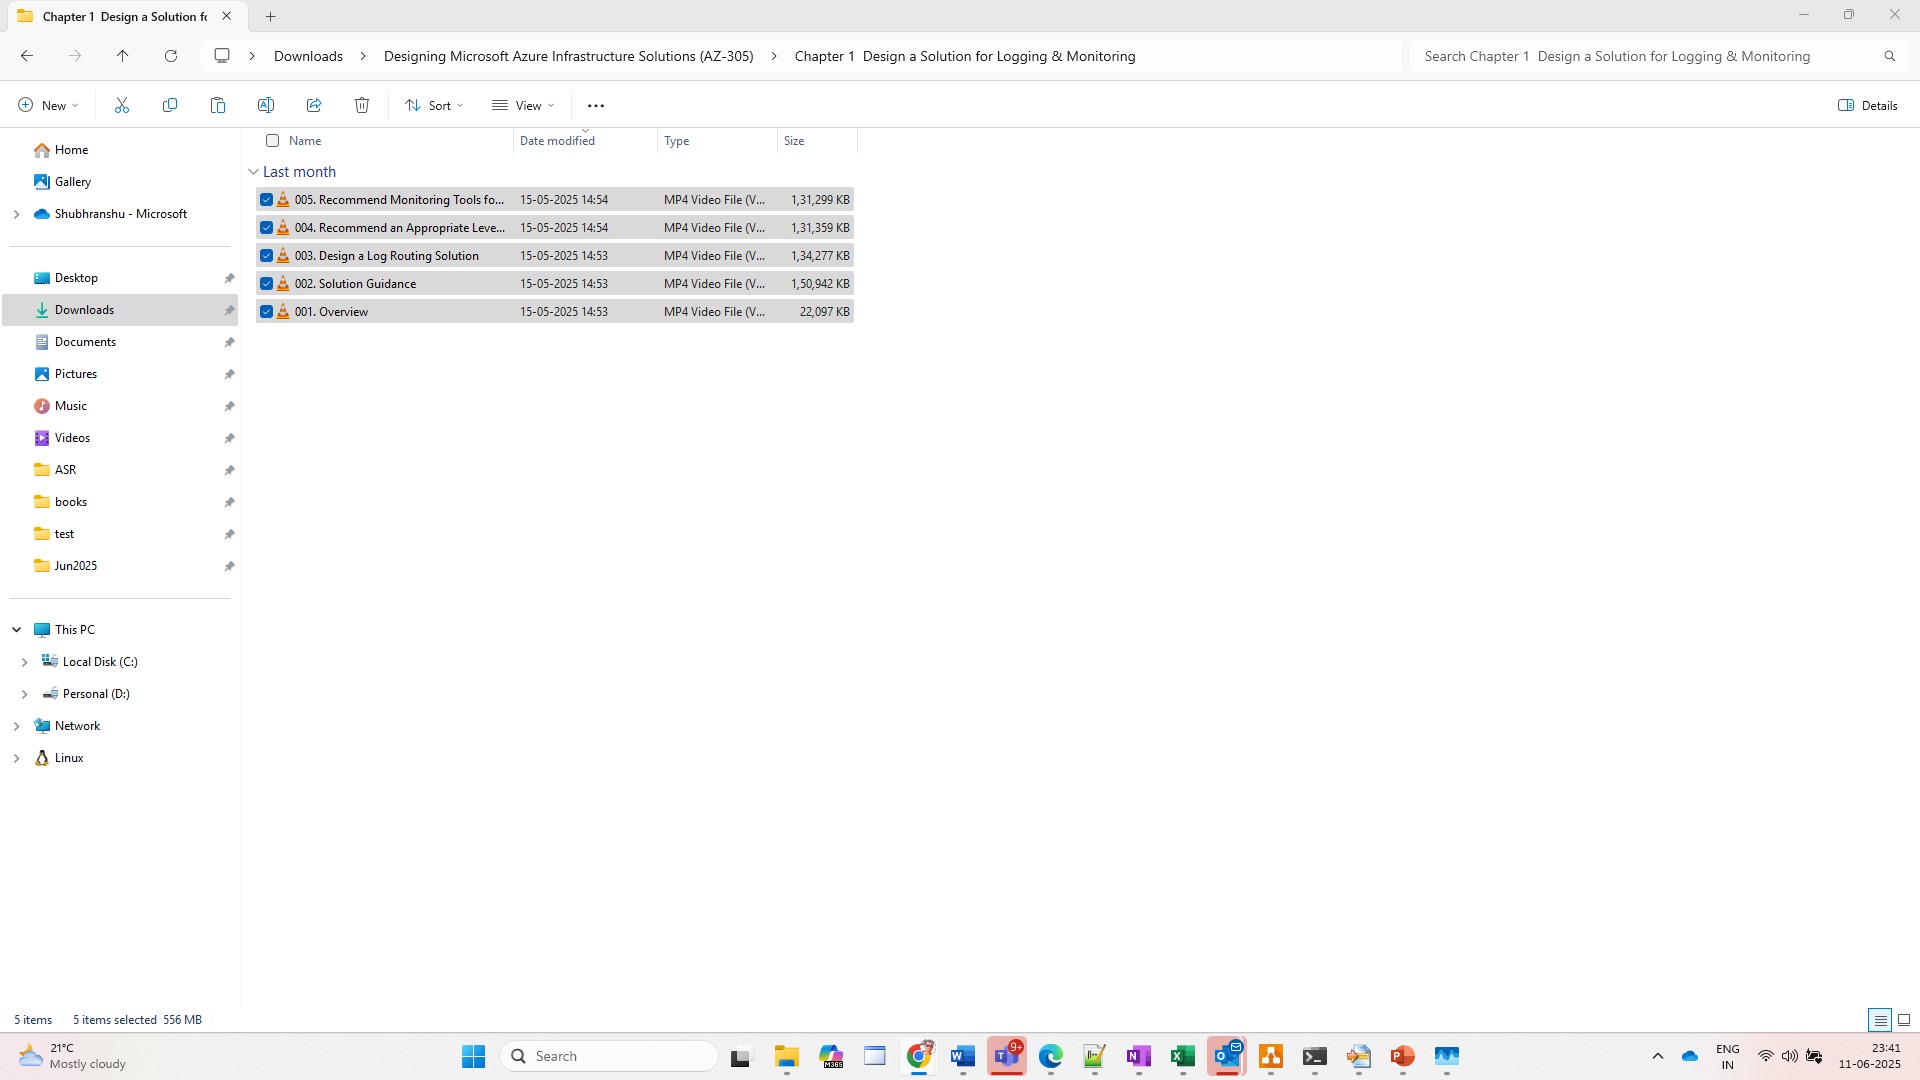 Chapter 1  Design a Solution fo
Downloads
Designing Microsoft Azure Infrastructure Solutions (AZ-305)
Chapter 1  Design a Solution for Logging & Monitoring
Search Chapter 1  Design a Solution for Logging & Monitoring
New
Sort
View
Details
Home
Gallery
Shubhranshu - Microsoft
Desktop
Downloads
Documents
Pictures
Music
Videos
ASR
books
test
Jun2025
This PC
Local Disk (C:)
Personal (D:)
Network
Linux
Name Date modified Type Size
Last month
005. Recommend Monitoring Tools fo... 15-05-2025 14:54 MP4 Video File (V... 1,31,299 KB
004. Recommend an Appropriate Leve... 15-05-2025 14:54 MP4 Video File (V... 1,31,359 KB
003. Design a Log Routing Solution 15-05-2025 14:53 MP4 Video File (V... 1,34,277 KB
002. Solution Guidance 15-05-2025 14:53 MP4 Video File (V... 1,50,942 KB
001. Overview 15-05-2025 14:53 MP4 Video File (V... 22,097 KB
5 items 5 items selected 556 MB
21°C
Mostly cloudy
Search
M365
9+
ENG
IN
23:41
11-06-2025